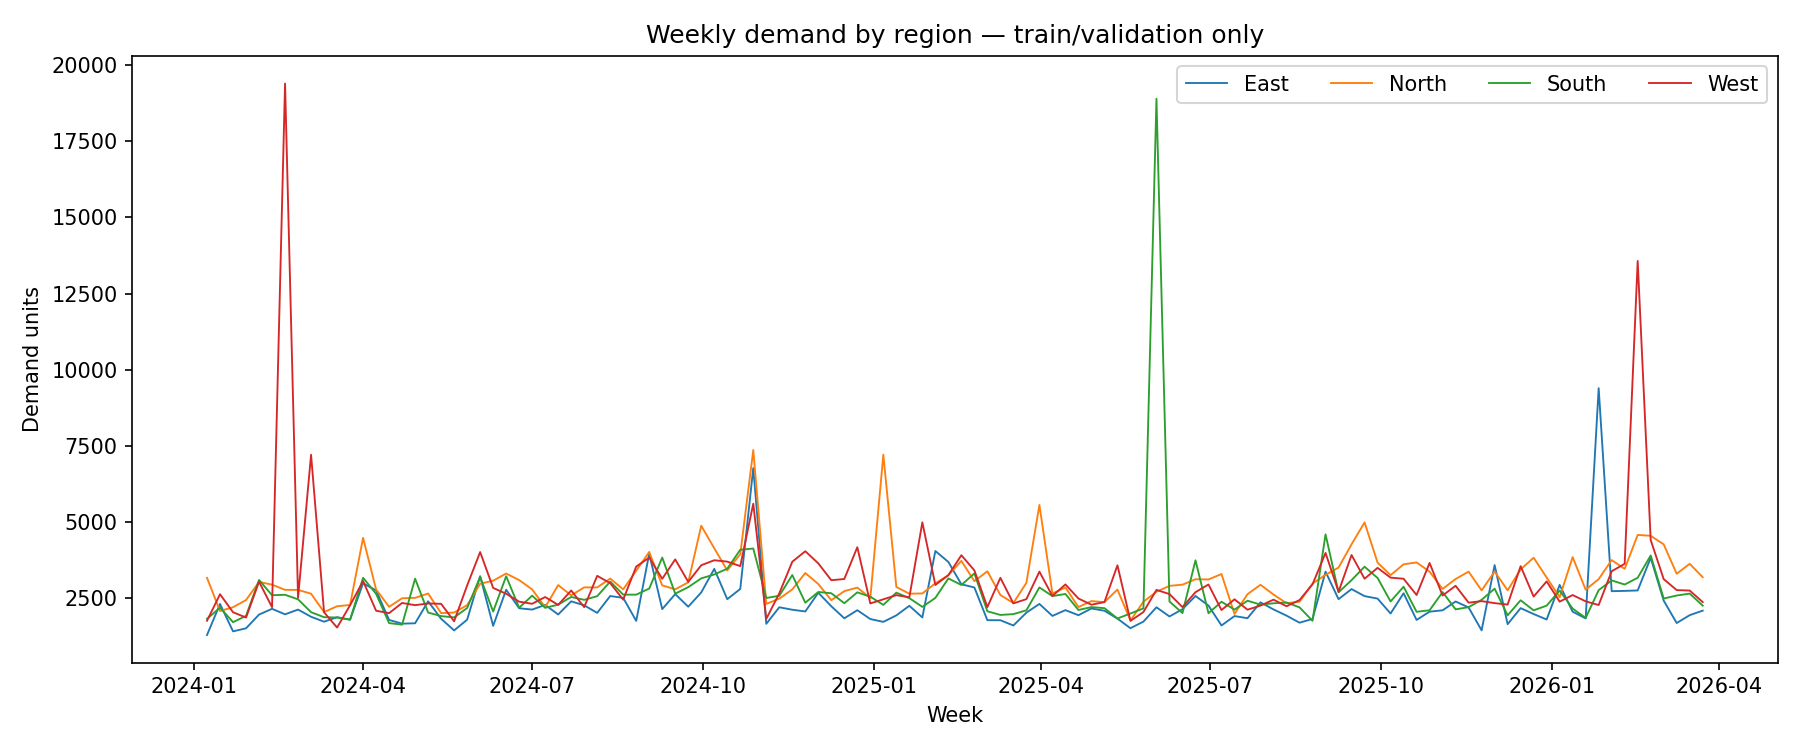 Weekly demand by region — train/validation only
East North South West
20000
17500
15000
12500
10000
7500
5000
2500
Demand units
2024-01 2024-04 2024-07 2024-10 2025-01 2025-04 2025-07 2025-10 2026-01 2026-04
Week